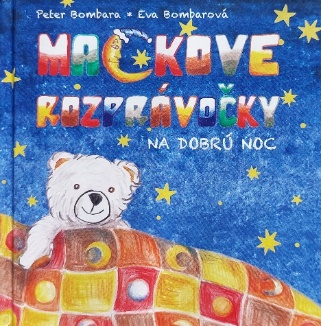 Peter Bombara * Eva Bombarová
MACKOVE
ROZPRÁVOČKY
NA DOBRÚ NOC